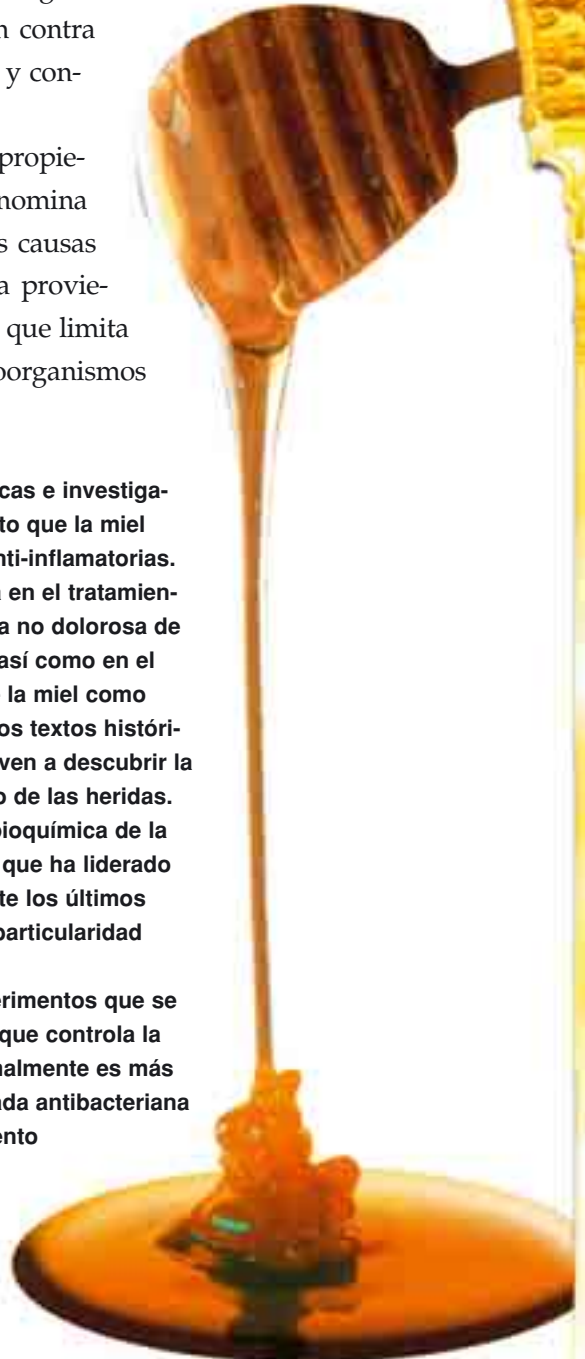 contra
y con-
propie-
nomina
s causas
a provie-
que limita
oorganismos
cas e investiga-
to que la miel
nti-inflamatorias.
a en el tratamien-
a no dolorosa de
así como en el
la miel como
os textos históri-
ven a descubrir la
o de las heridas.
bioquímica de la
que ha liderado
te los últimos
particularidad
erimentos que se
que controla la
nalmente es más
ada antibacteriana
ento